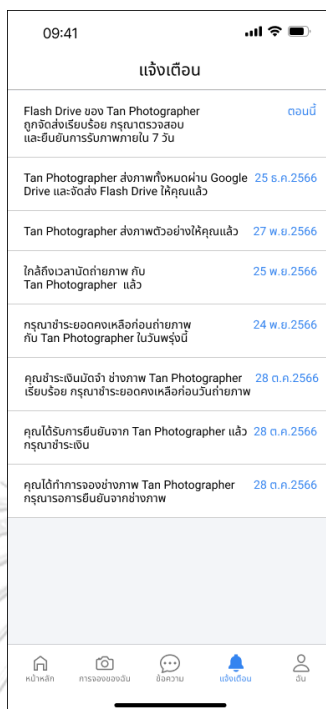 09:41
แจ้งเตือน
Flash Drive ของ Tan Photographer ตอนนี้
ถูกจัดส่งเรียบร้อย กรุณาตรวจสอบ
และยืนยันการรับภาพภายใน 7 วัน
Tan Photographer ส่งภาพทั้งหมดผ่าน Google 25 ธ.ค.2566
Drive และจัดส่ง Flash Drive ให้คุณแล้ว
Tan Photographer ส่งภาพตัวอย่างให้คุณแล้ว 27 พ.ย.2566
ใกล้ถึงเวลานัดถ่ายภาพ กับ 25 พ.ย.2566
Tan Photographer แล้ว
กรุณาชำระยอดคงเหลือก่อนถ่ายภาพ 24 พ.ย.2566
กับ Tan Photographer ในวันพรุ่งนี้
คุณชำระเงินมัดจำ ช่างภาพ Tan Photographer 28 ต.ค.2566
เรียบร้อย กรุณาชำระยอดคงเหลือก่อนวันถ่ายภาพ
คุณได้รับการยืนยันจาก Tan Photographer แล้ว 28 ต.ค.2566
กรุณาชำระเงิน
คุณได้ทำการจองช่างภาพ Tan Photographer 28 ต.ค.2566
กรุณารอการยืนยันจากช่างภาพ
หน้าหลัก การจองของฉัน ข้อความ แจ้งเตือน ฉัน